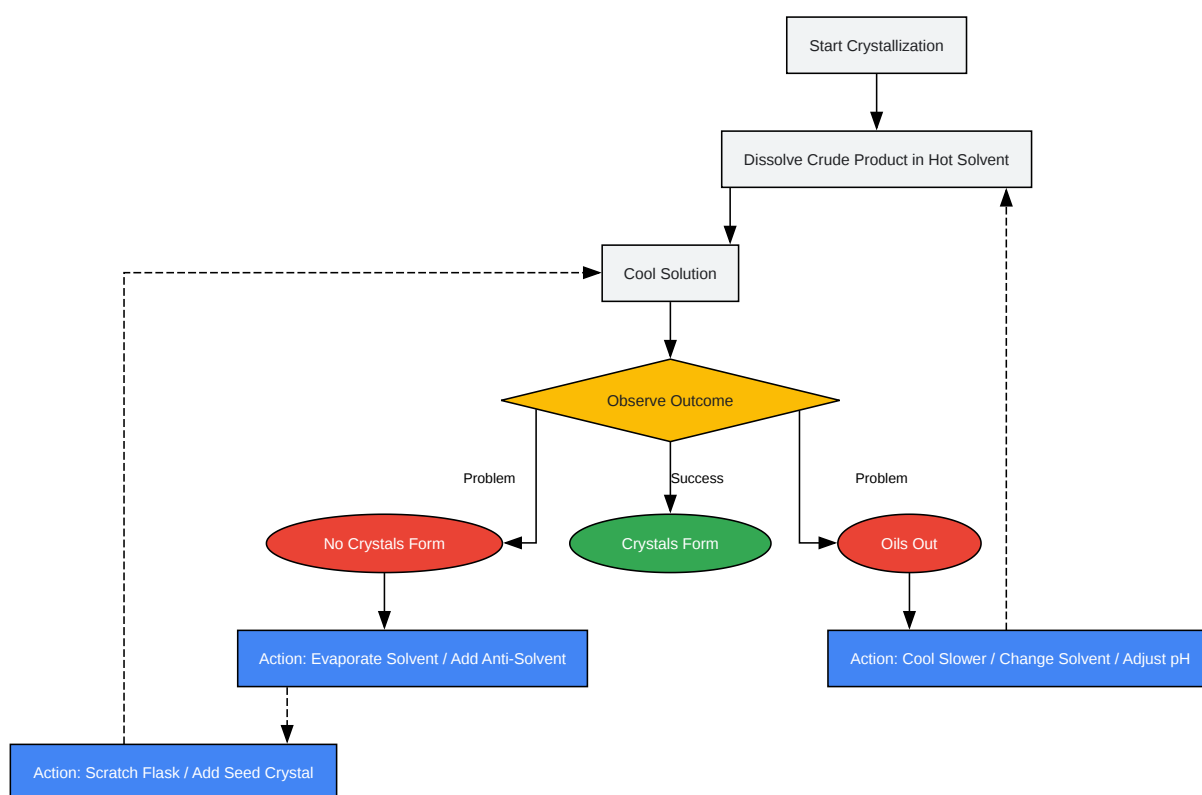 Start Crystallization
Dissolve Crude Product in Hot Solvent
Cool Solution
Observe Outcome
Problem
Success
Problem
No Crystals Form
Crystals Form
Oils Out
Action: Evaporate Solvent / Add Anti-Solvent
Action: Cool Slower / Change Solvent / Adjust pH
Action: Scratch Flask / Add Seed Crystal